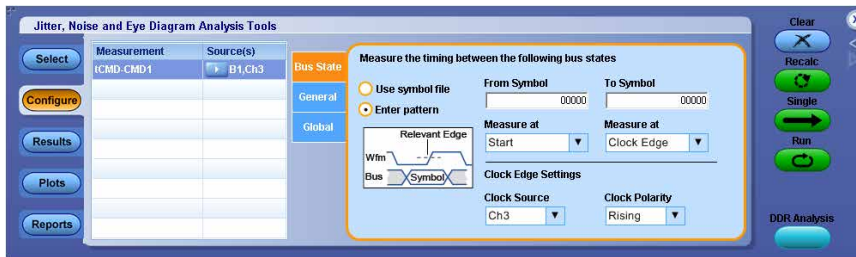 Jitter, Noise and Eye Diagram Analysis Tools
Clear
Select
Configure
Results
Plots
Reports
Measurement Source(s)
tCMD-CMD1 B1,Ch3
Bus State
General
Global
Measure the timing between the following bus states
Use symbol file
Enter pattern
From Symbol To Symbol
00000 00000
Measure at Measure at
Start Clock Edge
Relevant Edge
Wfm
Bus Symbol
Clock Edge Settings
Clock Source Clock Polarity
Ch3 Rising
Recalc
Single
Run
DDR Analysis